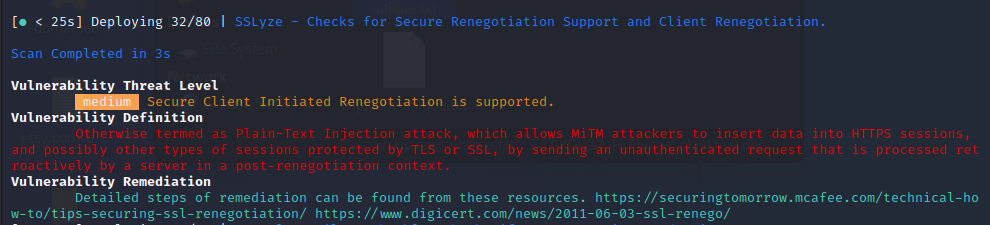 [● < 25s] Deploying 32/80 | SSLyze - Checks for Secure Renegotiation Support and Client Renegotiation.
File System
Scan Completed in 3s
Network
Vulnerability Threat Level
medium Secure Client Initiated Renegotiation is supported.
Vulnerability Definition
Otherwise termed as Plain-Text Injection attack, which allows MiTM attackers to insert data into HTTPS sessions,
and possibly other types of sessions protected by TLS or SSL, by sending an unauthenticated request that is processed ret
roactively by a server in a post-renegotiation context.
Vulnerability Remediation
Detailed steps of remediation can be found from these resources. https://securingtomorrow.mcafee.com/technical-ho
w-to/tips-securing-ssl-renegotiation/ https://www.digicert.com/news/2011-06-03-ssl-renego/